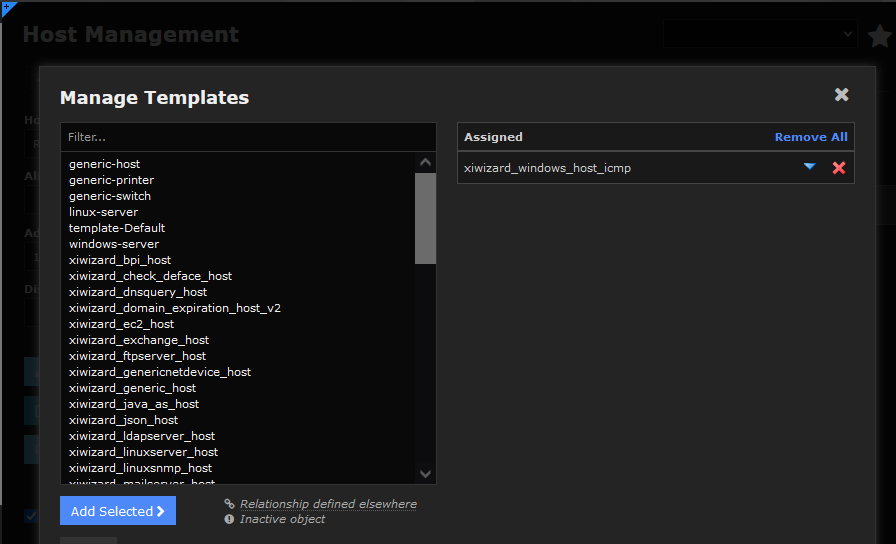 Host Management
Manage Templates
Filter...
generic-host
generic-printer
generic-switch
linux-server
template-Default
windows-server
xiwizard_bpi_host
xiwizard_check_deface_host
xiwizard_dnsquery_host
xiwizard_domain_expiration_host_v2
xiwizard_ec2_host
xiwizard_exchange_host
xiwizard_ftpserver_host
xiwizard_genericnetdevice_host
xiwizard_generic_host
xiwizard_java_as_host
xiwizard_json_host
xiwizard_ldapserver_host
xiwizard_linuxserver_host
xiwizard_linuxsnmp_host
xiwizard_mailserver_host
Assigned Remove All
xiwizard_windows_host_icmp
Add Selected
Relationship defined elsewhere
Inactive object